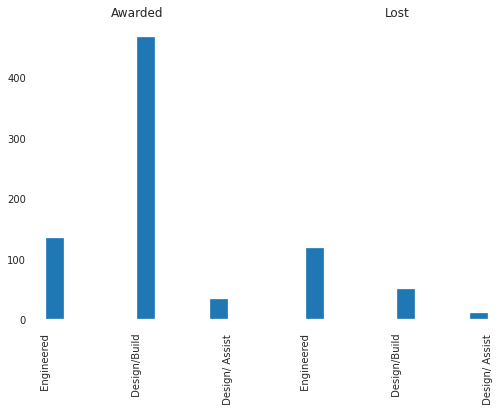 Awarded
Lost
400
300
200
100
0
Engineered
Design/Build
Design/ Assist
Engineered
Design/Build
Design/ Assist